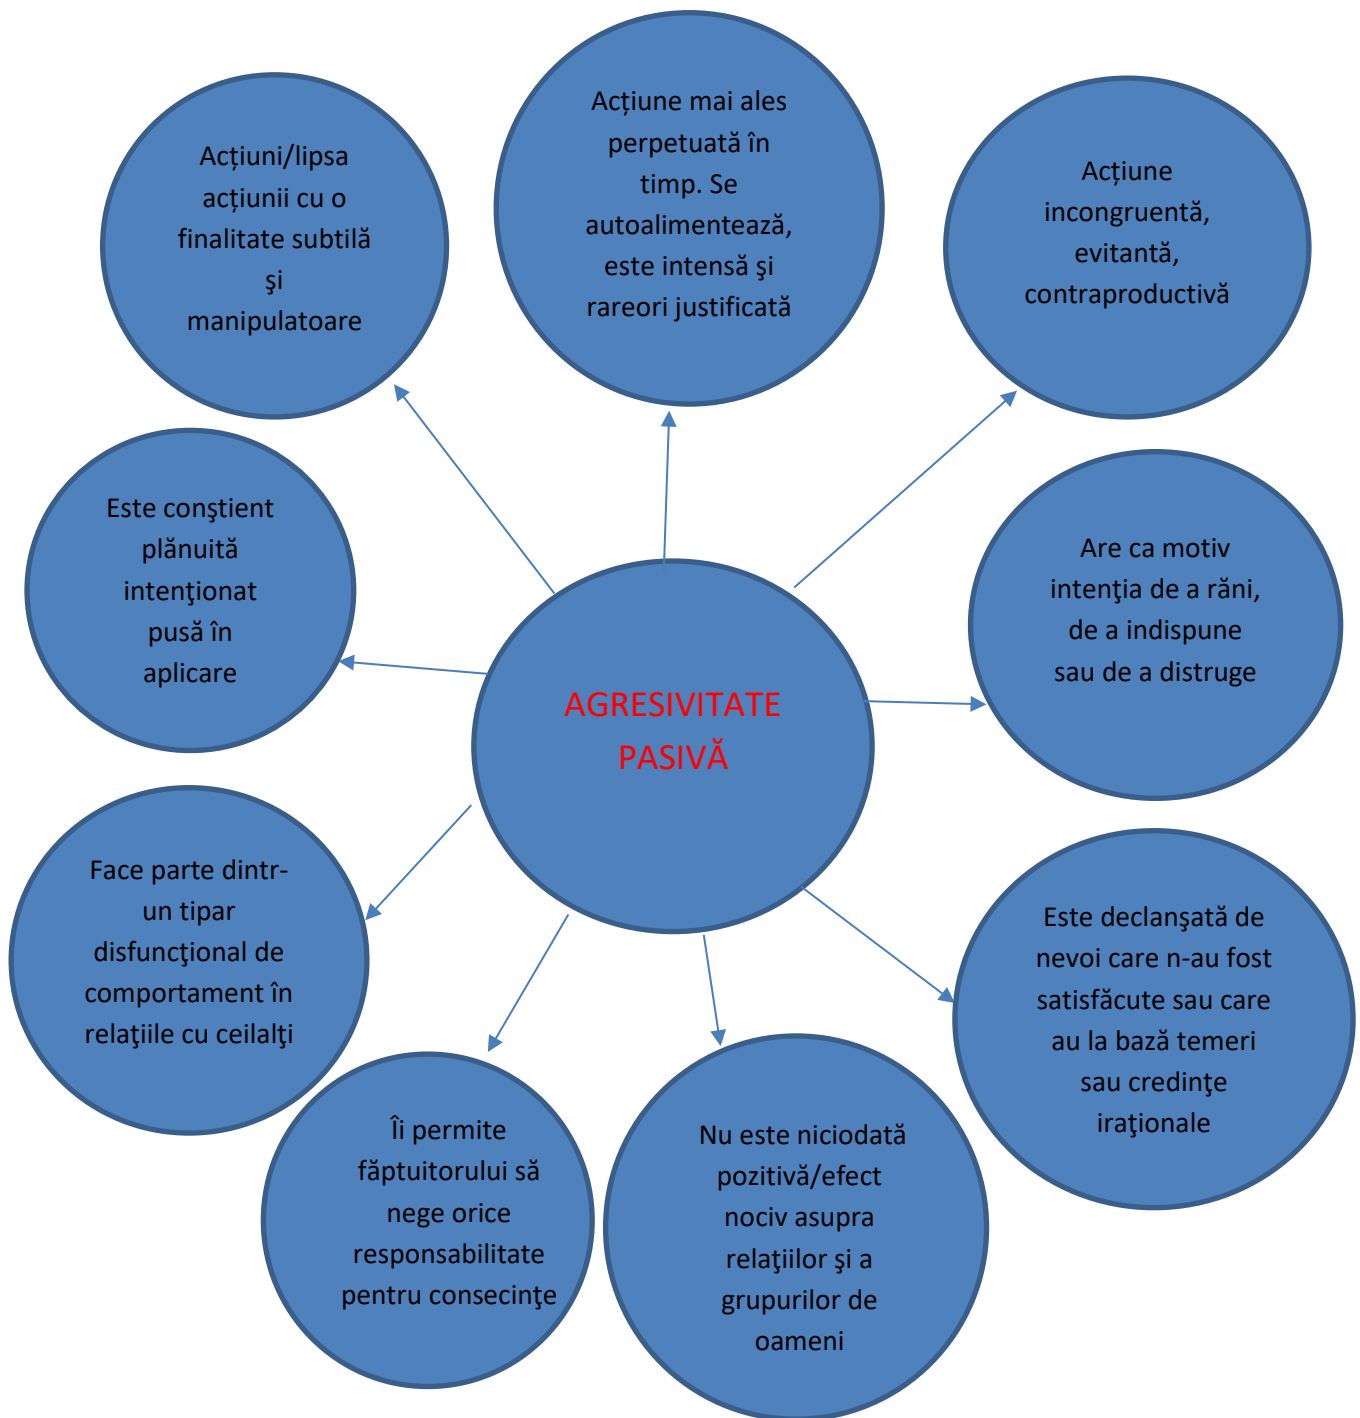 Acțiuni/lipsa
acțiunii cu o
finalitate subtilă
şi
manipulatoare
Acțiune mai ales
perpetuată în
timp. Se
autoalimentează,
este intensă şi
rareori justificată
Acțiune
incongruentă,
evitantă,
contraproductivă
Este conştient
plănuită
intenţionat
pusă în
aplicare
Are ca motiv
intenţia de a răni,
de a indispune
sau de a distruge
AGRESIVITATE
PASIVĂ
Face parte dintr-
un tipar
disfuncţional de
comportament în
relaţiile cu ceilalţi
Este declanşată de
nevoi care n-au fost
satisfăcute sau care
au la bază temeri
sau credinţe
iraţionale
Îi permite
făptuitorului să
nege orice
responsabilitate
pentru consecinţe
Nu este niciodată
pozitivă/efect
nociv asupra
relaţiilor şi a
grupurilor de
oameni